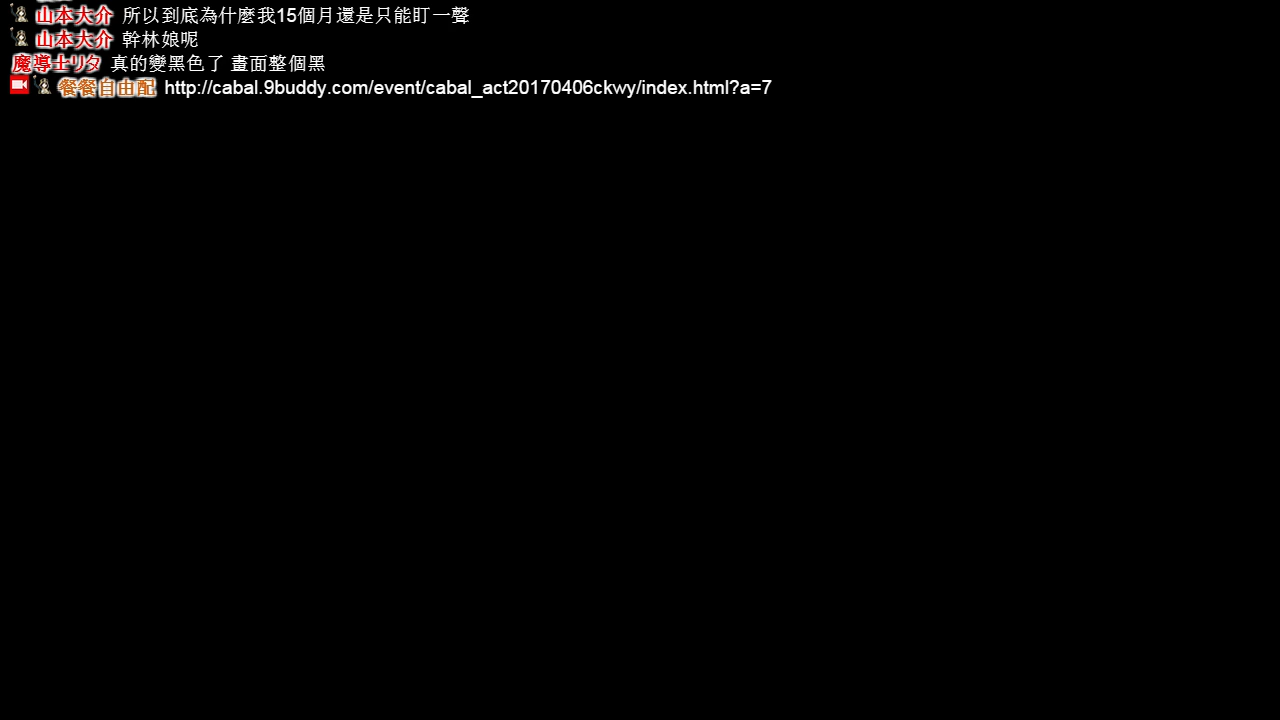 山本大介 所以到底為什麼我15個月還是只能盯一聲
山本大介 幹林娘呢
魔導士リタ 真的變黑色了 畫面整個黑
餐餐自由配 http://cabal.9buddy.com/event/cabal_act20170406ckwy/index.html?a=7